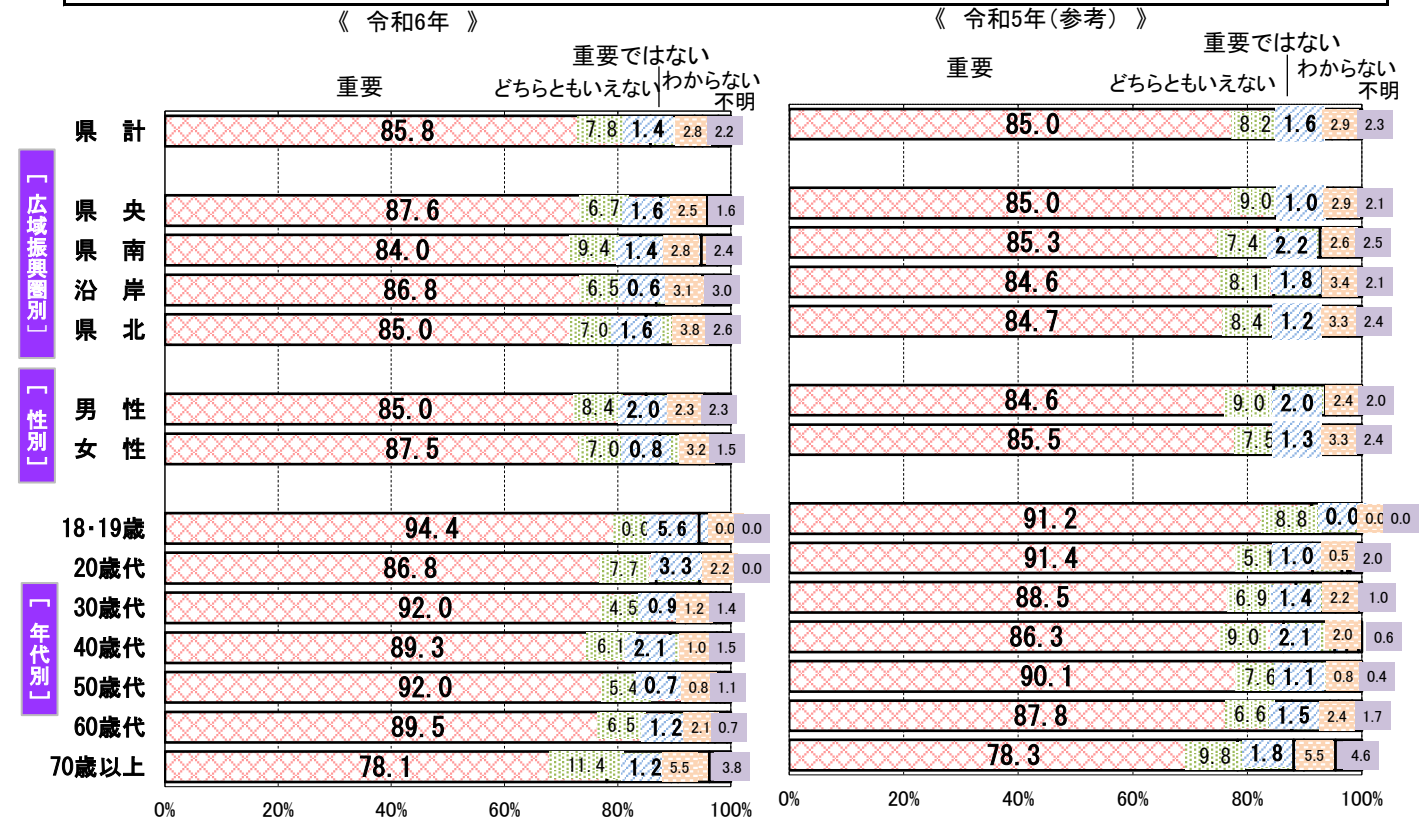 《 令和6年 》
重要ではない
重要 どちらともいえない わからない
不明
県 計 85.8 7.8 1.4 2.8 2.2
[広域振興圏別]
県 央 87.6 6.7 1.6 2.5 1.6
県 南 84.0 9.4 1.4 2.8 2.4
沿 岸 86.8 6.5 0.6 3.1 3.0
県 北 85.0 7.0 1.6 3.8 2.6
[性別]
男 性 85.0 8.4 2.0 2.3 2.3
女 性 87.5 7.0 0.8 3.2 1.5
18・19歳 94.4 0.0 5.6 0.0 0.0
20歳代 86.8 7.7 3.3 2.2 0.0
[年代別]
30歳代 92.0 4.5 0.9 1.2 1.4
40歳代 89.3 6.1 2.1 1.0 1.5
50歳代 92.0 5.4 0.7 0.8 1.1
60歳代 89.5 6.5 1.2 2.1 0.7
70歳以上 78.1 11.4 1.2 5.5 3.8
0% 20% 40% 60% 80% 100%
《 令和5年(参考) 》
重要ではない
重要 どちらともいえない わからない
不明
85.0 8.2 1.6 2.9 2.3
85.0 9.0 1.0 2.9 2.1
85.3 7.4 2.2 2.6 2.5
84.6 8.1 1.8 3.4 2.1
84.7 8.4 1.2 3.3 2.4
84.6 9.0 2.0 2.4 2.0
85.5 7.5 1.3 3.3 2.4
91.2 8.8 0.0 0.0 0.0
91.4 5.1 1.0 0.5 2.0
88.5 6.9 1.4 2.2 1.0
86.3 9.0 2.1 2.0 0.6
90.1 7.6 1.1 0.8 0.4
87.8 6.6 1.5 2.4 1.7
78.3 9.8 1.8 5.5 4.6
0% 20% 40% 60% 80% 100%